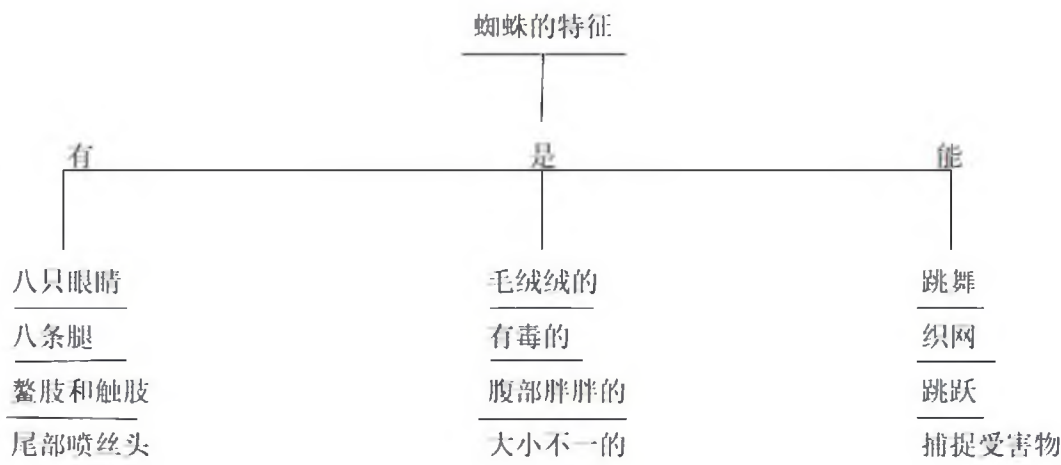 蜘蛛的特征
有 是 能
八只眼睛 毛绒绒的 跳舞
八条腿 有毒的 织网
螯肢和触肢 腹部胖胖的 跳跃
尾部喷丝头 大小不一的 捕捉受害物